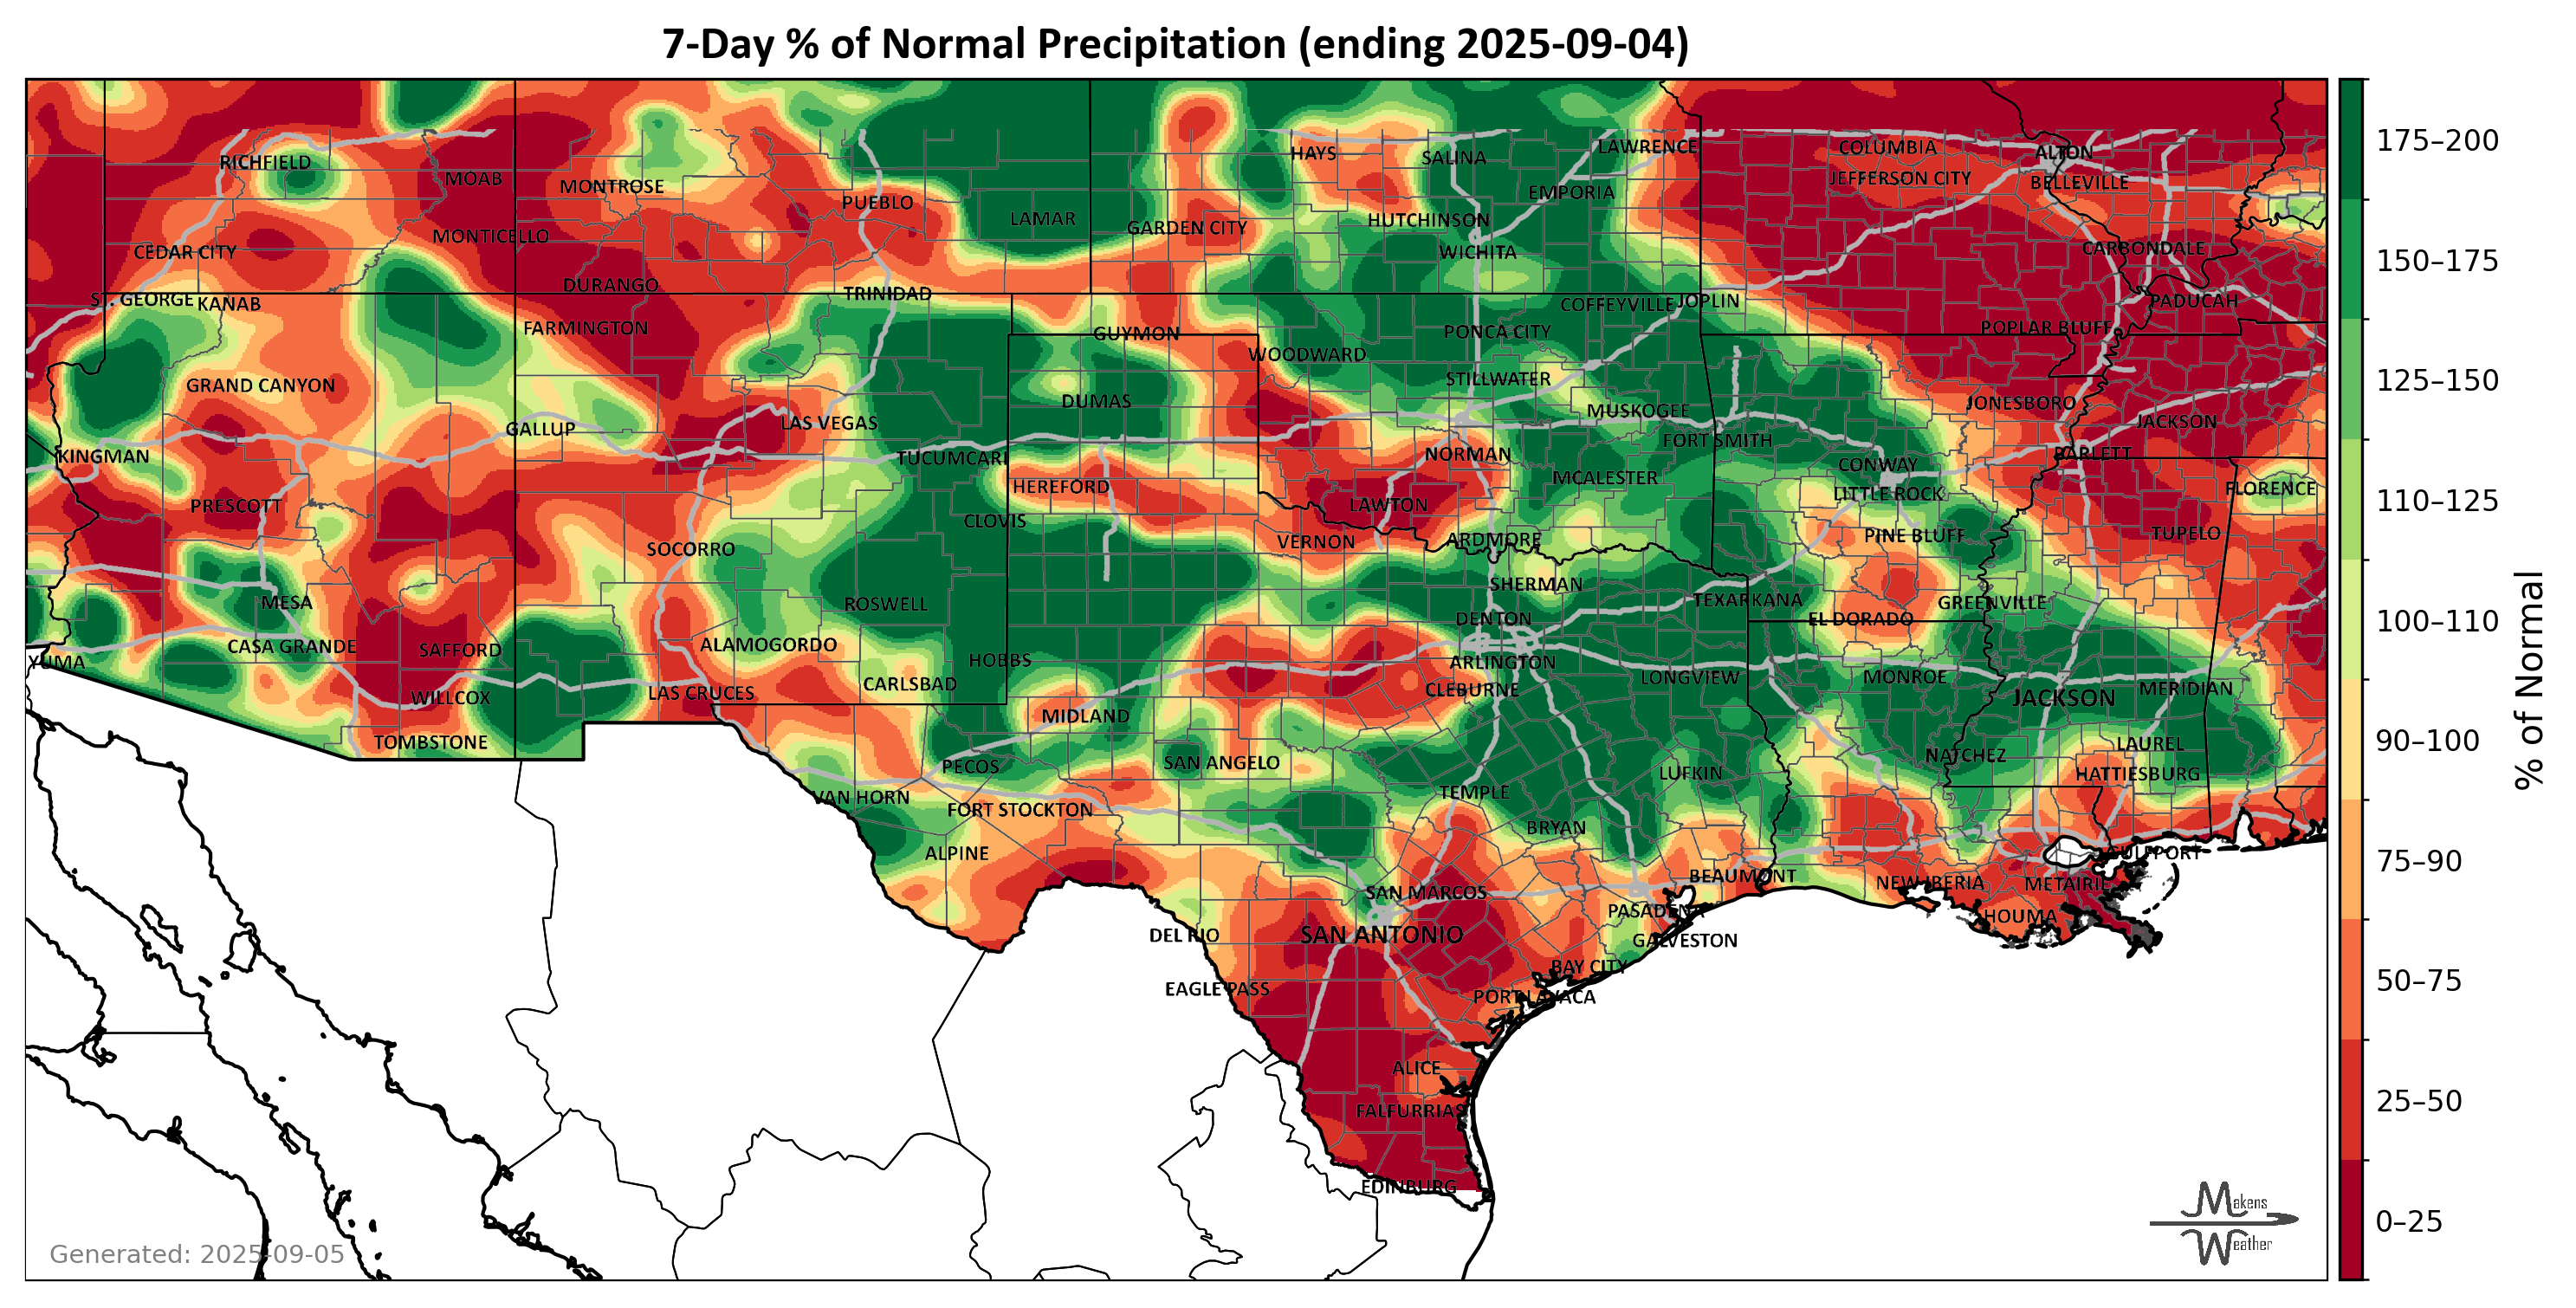 7-Day % of Normal Precipitation (ending 2025-09-04)
RICHFIELD
MOAB
MONTROSE
PUEBLO
LAMAR
HAYS
SALINA
LAWRENCE
COLUMBIA
ALTON
JEFFERSON CITY
BELLEVILLE
EMPORIA
GARDEN CITY
HUTCHINSON
CEDAR CITY
MONTICELLO
WICHITA
CARBONDALE
DURANGO
TRINIDAD
ST. GEORGE
KANAB
COFFEYVILLE
JOPLIN
PADUCAH
FARMINGTON
GUYMON
PONCA CITY
POPLAR BLUFF
WOODWARD
GRAND CANYON
STILLWATER
DUMAS
MUSKOGEE
JONESBORO
GALLUP
LAS VEGAS
FORT SMITH
JACKSON
KINGMAN
TUCUMCARI
NORMAN
BARLETT
HEREFORD
MCALESTER
CONWAY
LITTLE ROCK
FLORENCE
PRESCOTT
LAWTON
CLOVIS
SOCORRO
VERNON
ARDMORE
PINE BLUFF
TUPELO
MESA
ROSWELL
SHERMAN
TEXARKANA
GREENVILLE
DENTON
EL DORADO
CASA GRANDE
SAFFORD
ALAMOGORDO
YUMA
HOBBS
ARLINGTON
WILLCOX
LAS CRUCES
CARLSBAD
CLEBURNE
LONGVIEW
MONROE
JACKSON
MERIDIAN
TOMBSTONE
MIDLAND
PECOS
SAN ANGELO
LUFKIN
NATCHEZ
LAUREL
HATTIESBURG
VAN HORN
FORT STOCKTON
TEMPLE
BRYAN
ALPINE
GULFPORT
SAN MARCOS
BEAUMONT
NEW IBERIA
METAIRIE
PASADENA
HOUMA
DEL RIO
SAN ANTONIO
GALVESTON
BAY CITY
EAGLE PASS
PORT LAVACA
ALICE
FALFURRIAS
EDINBURG
175–200
150–175
125–150
110–125
100–110
90–100
75–90
50–75
25–50
0–25
% of Normal
Generated: 2025-09-05
Makens
Weather